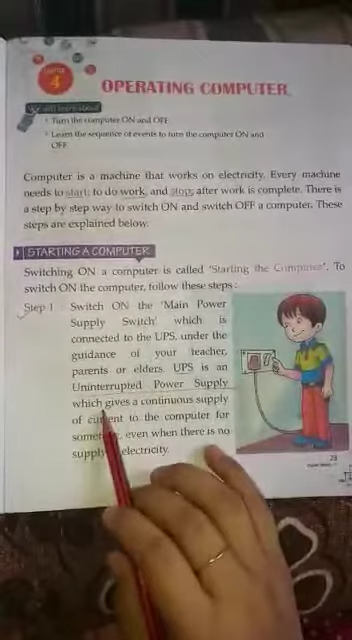 CHAPTER
4
OPERATING COMPUTER
We will learn about
Turn the computer ON and OFF.
Learn the sequence of events to turn the computer ON and
OFF.
Computer is a machine that works on electricity. Every machine
needs to start to do work and stops after work is complete. There is
a step by step way to switch ON and switch OFF a computer. These
steps are explained below.
STARTING A COMPUTER
Switching ON a computer is called 'Starting the Computer'. To
switch ON the computer, follow these steps :
Step 1 : Switch ON the 'Main Power
Supply Switch' which is
connected to the UPS, under the
guidance of your teacher,
parents or elders. UPS is an
Uninterrupted Power Supply
which gives a continuous supply
of current to the computer for
even when there is no
supply electricity.
23